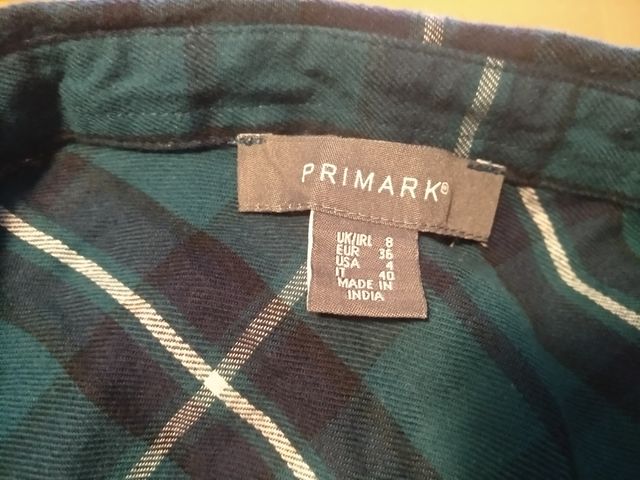 PRIMARK®
UK/IRL 8
EUR 36
USA 4
IT 40
MADE IN
INDIA